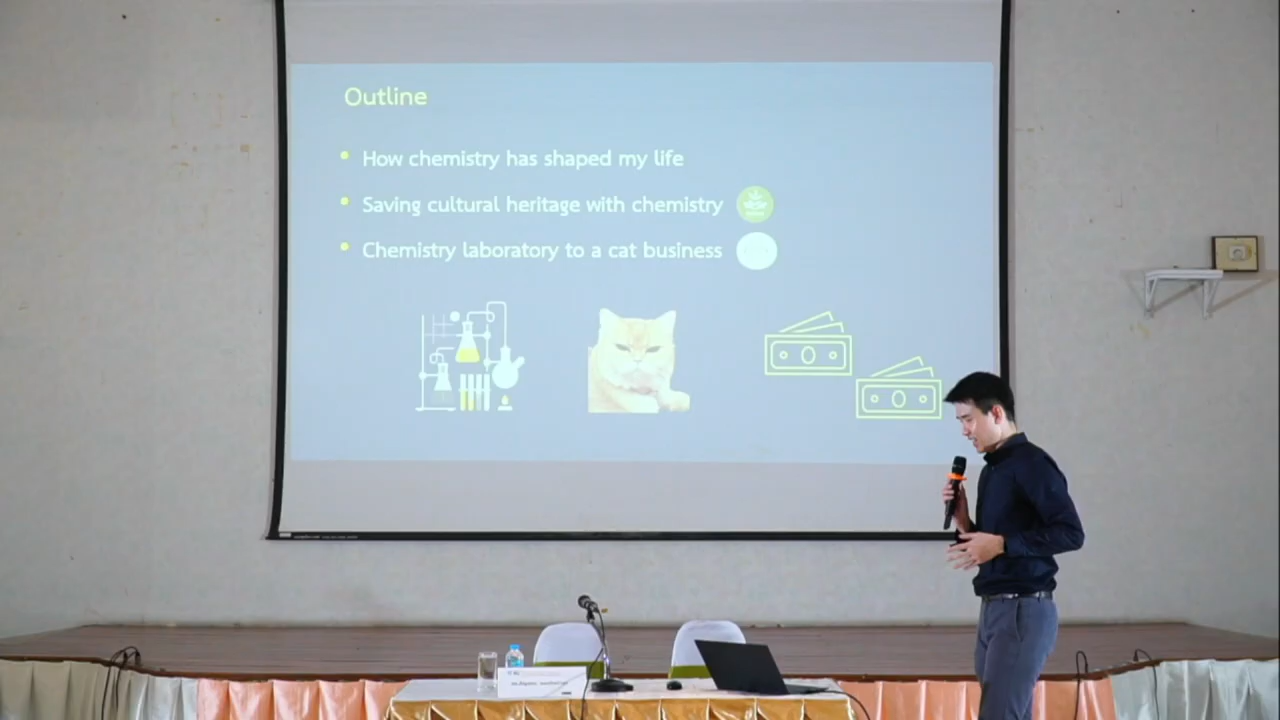 Outline
How chemistry has shaped my life
Saving cultural heritage with chemistry
Chemistry laboratory to a cat business